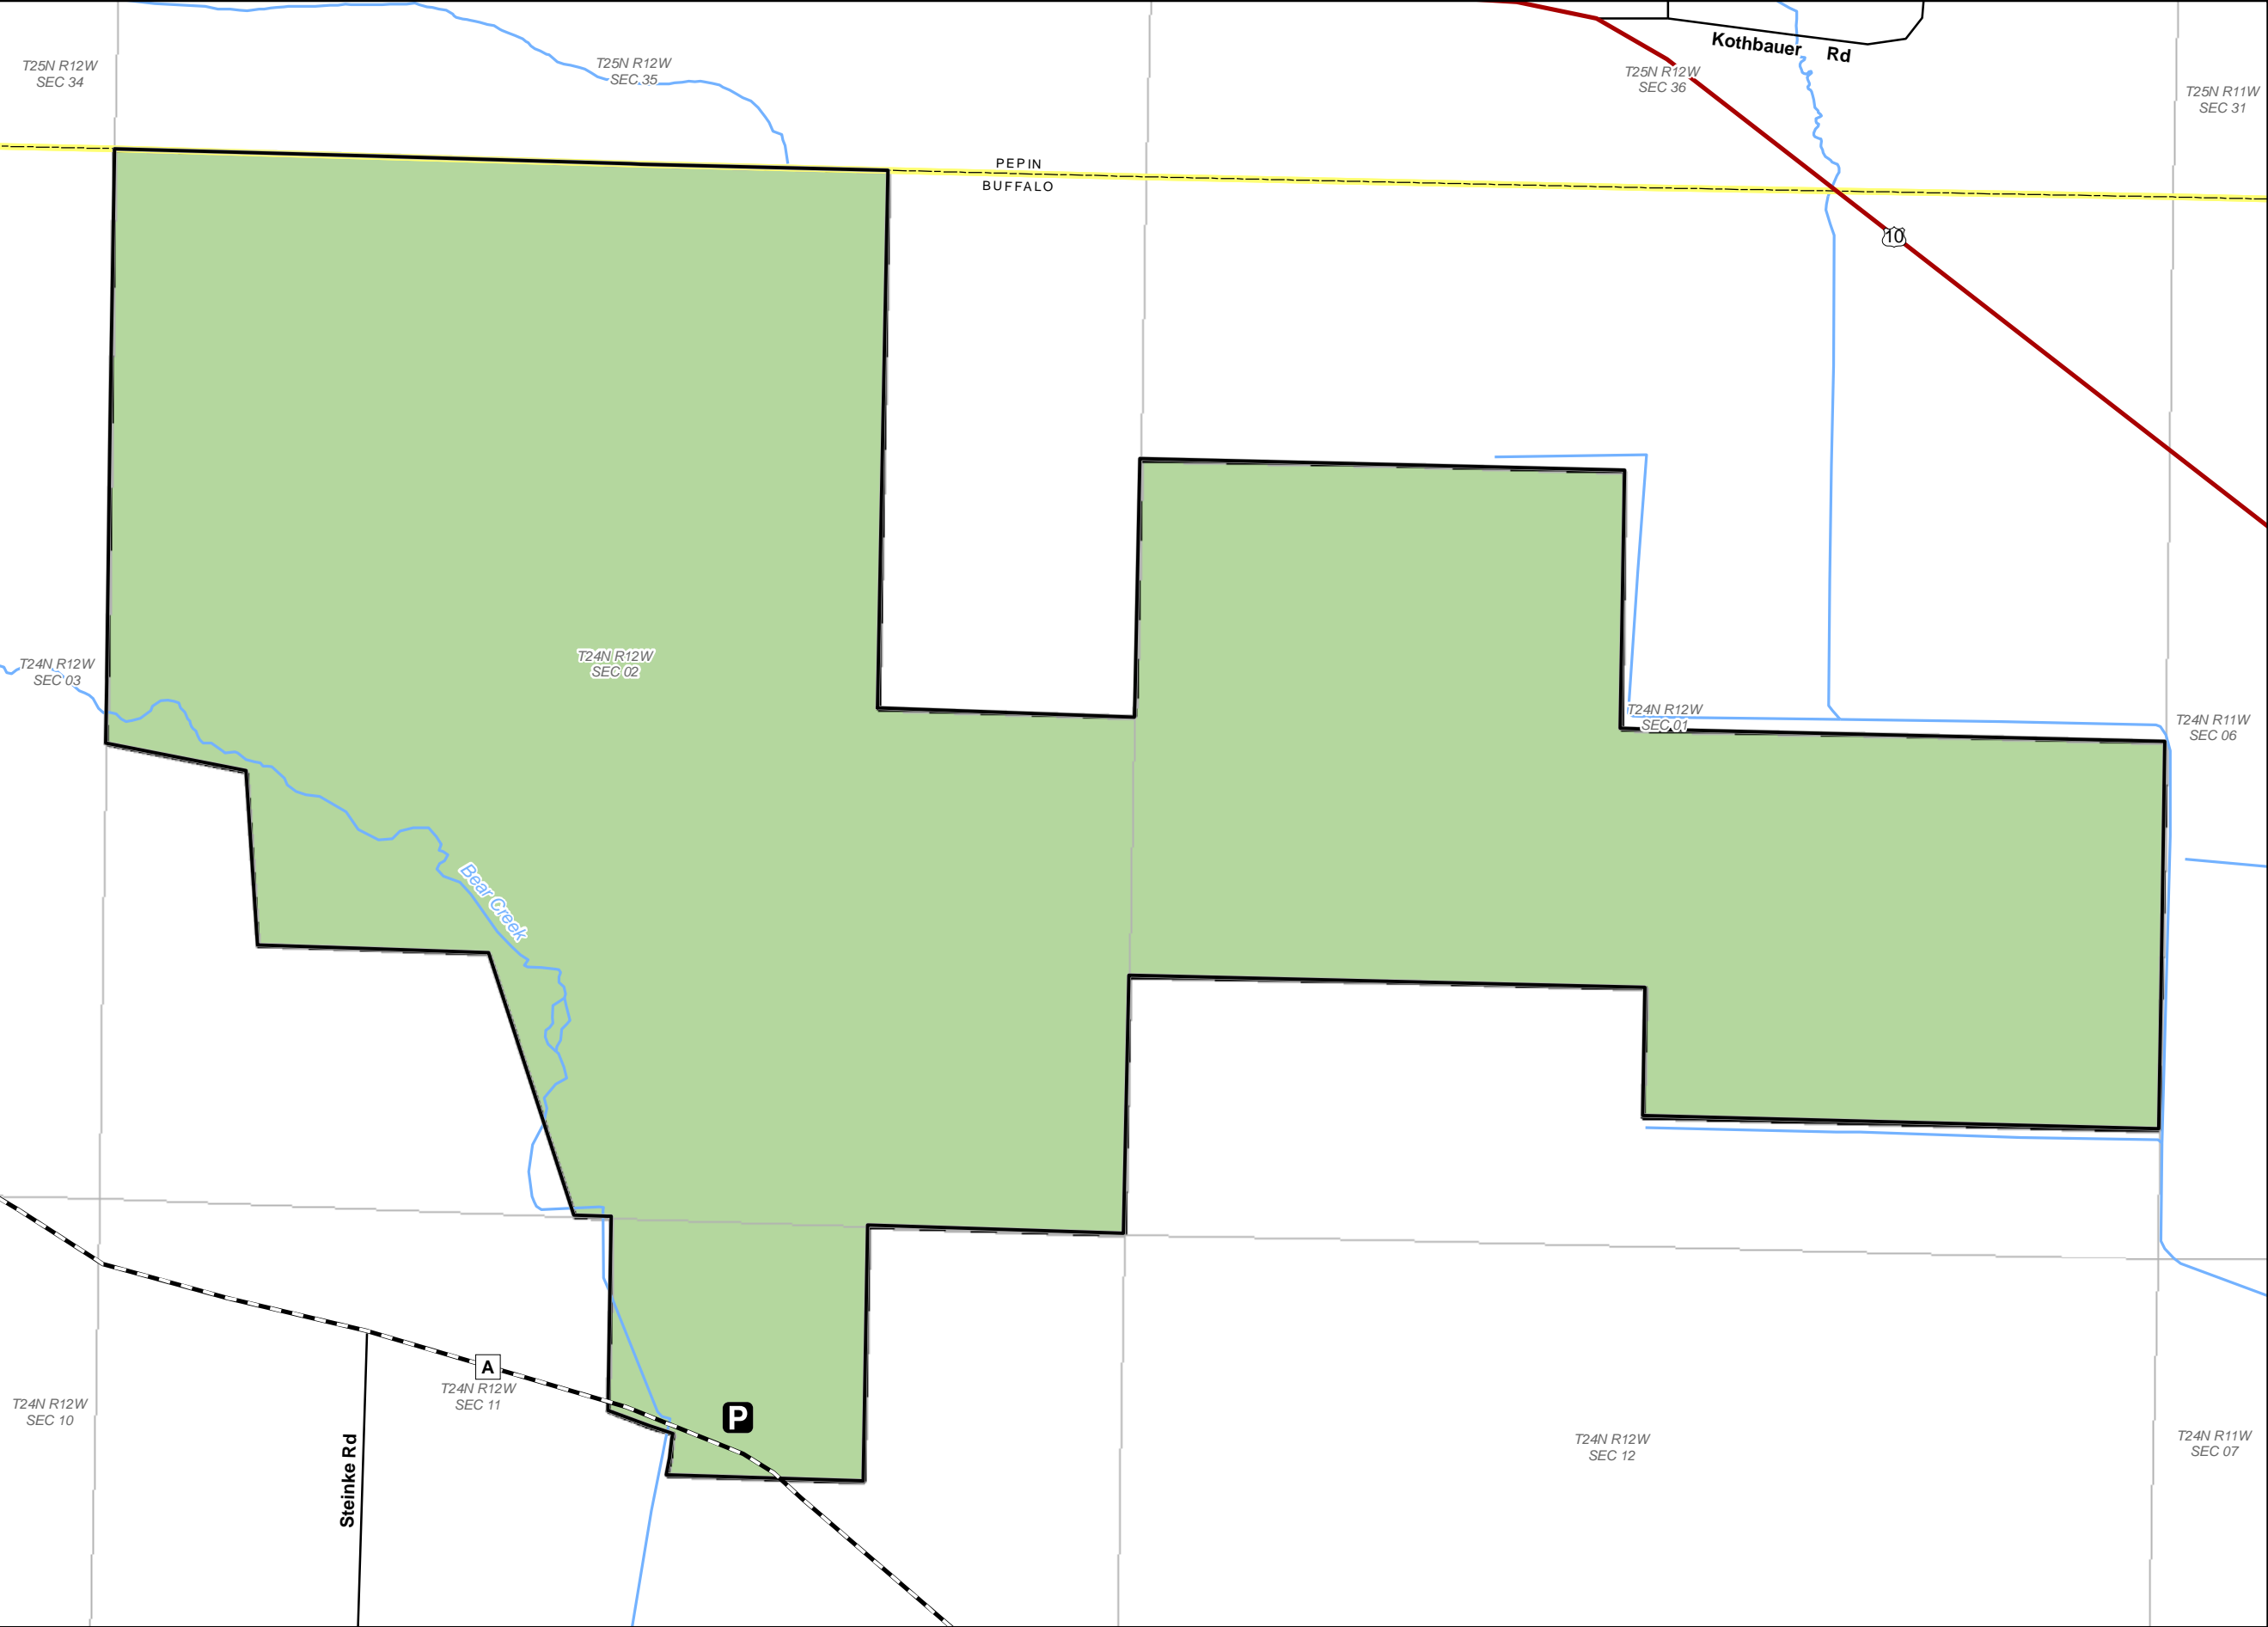 Kothbauer Rd
T25N R12W
SEC 34
T25N R12W
SEC 35
T25N R12W
SEC 36
T25N R11W
SEC 31
PEPIN
BUFFALO
10
T24N R12W
SEC 03
T24N R12W
SEC 02
T24N R12W
SEC 01
T24N R11W
SEC 06
Bear Creek
A
T24N R12W
SEC 11
T24N R12W
SEC 10
P
Steinke Rd
T24N R12W
SEC 12
T24N R11W
SEC 07